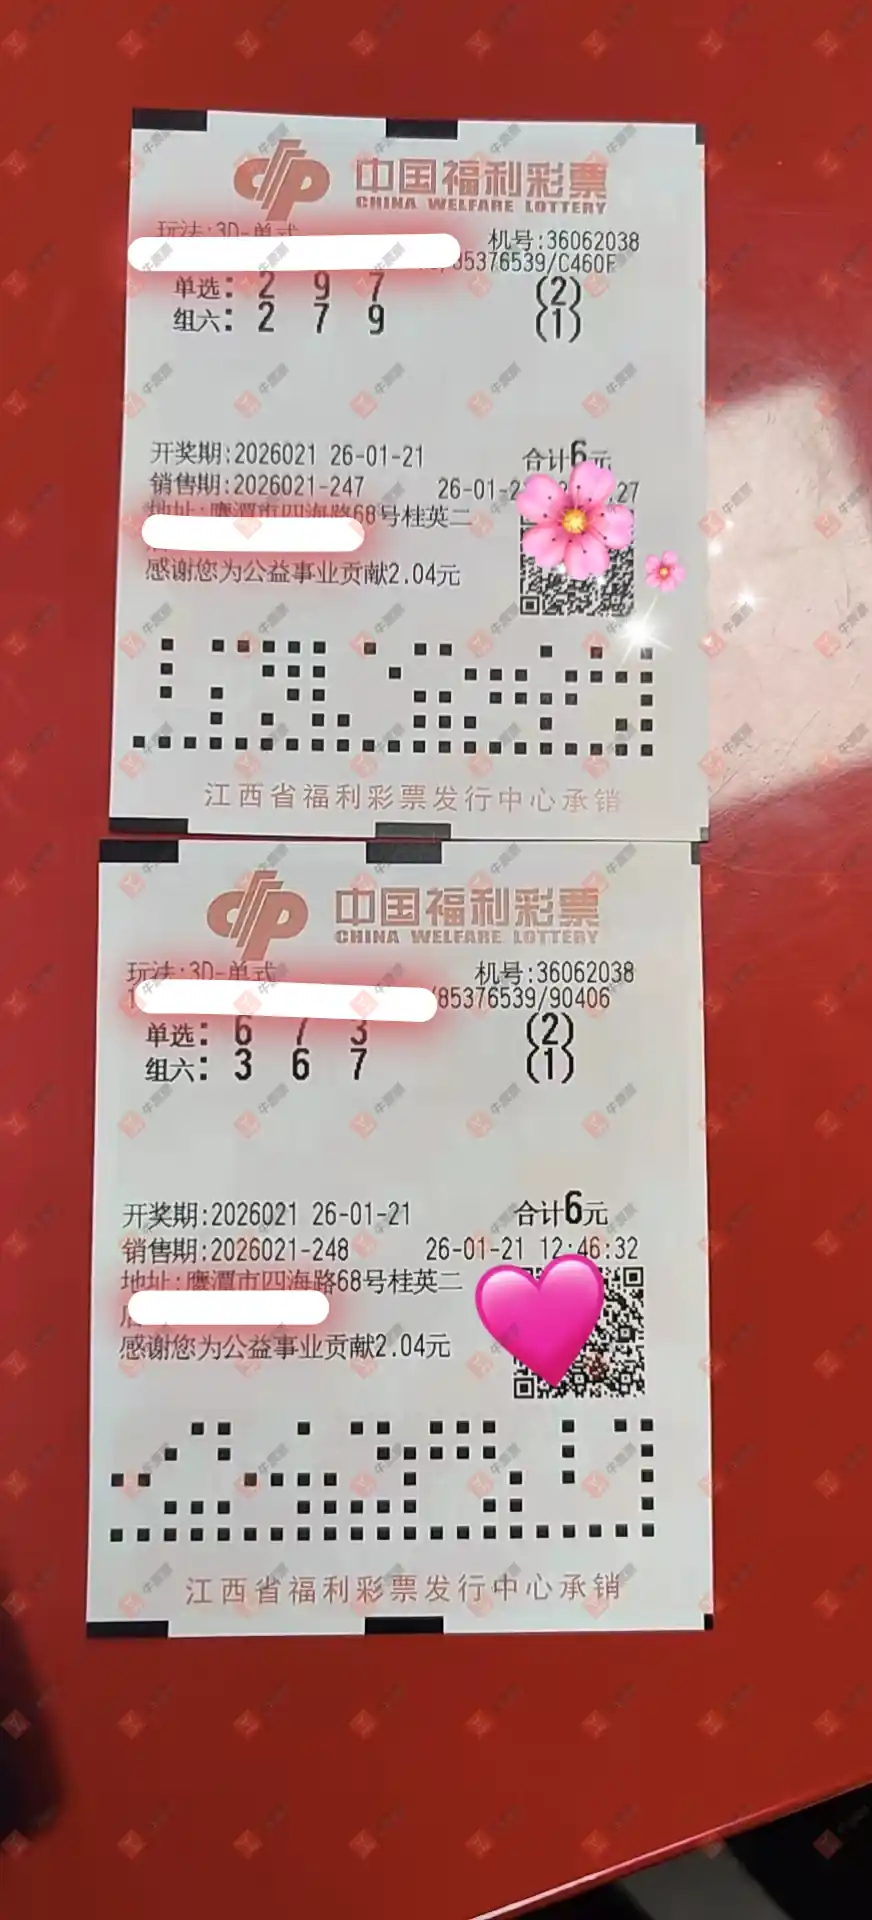 中国福利彩票
CHINA WELFARE LOTTERY
玩法:3D-单式
机号:36062038
/85376539/C460F
单选: 2 9 7 (2)
组六: 2 7 9 (1)
开奖期:2026021 26-01-21 合计6元
销售期:2026021-247 26-01-2 27
地址:鹰潭市四海路68号桂英二
感谢您为公益事业贡献2.04元
江西省福利彩票发行中心承销
中国福利彩票
CHINA WELFARE LOTTERY
玩法:3D-单式 机号:36062038
/85376539/90406
单选: 6 7 3 (2)
组六: 3 6 7 (1)
开奖期:2026021 26-01-21 合计6元
销售期:2026021-248 26-01-21 12:46:32
地址:鹰潭市四海路68号桂英二
店
感谢您为公益事业贡献2.04元
江西省福利彩票发行中心承销